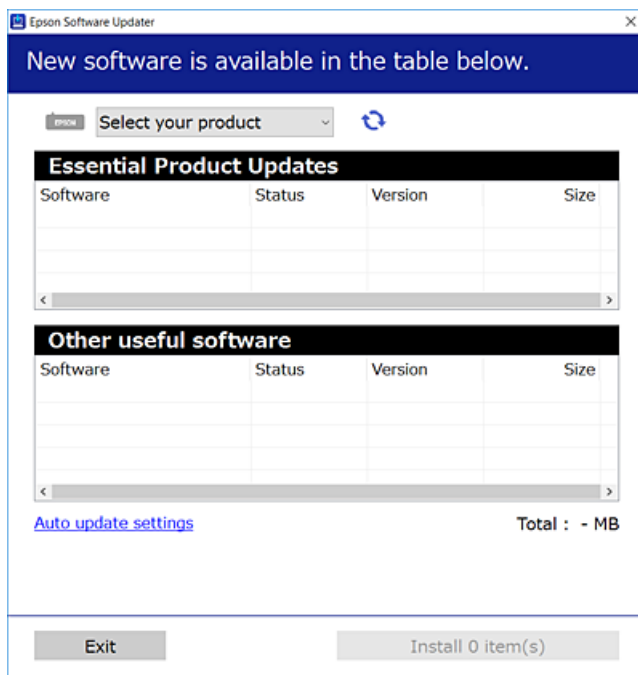 Epson Software Updater
New software is available in the table below.
EPSON Select your product
Essential Product Updates
Software Status Version Size
Other useful software
Software Status Version Size
Auto update settings Total : - MB
Exit Install 0 item(s)